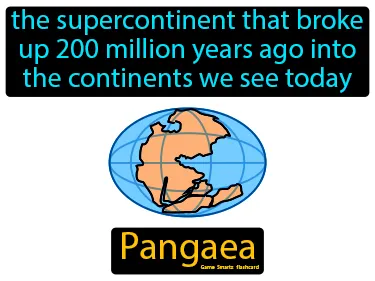 the supercontinent that broke
up 200 million years ago into
the continents we see today
Pangaea
Game Smartz flashcard